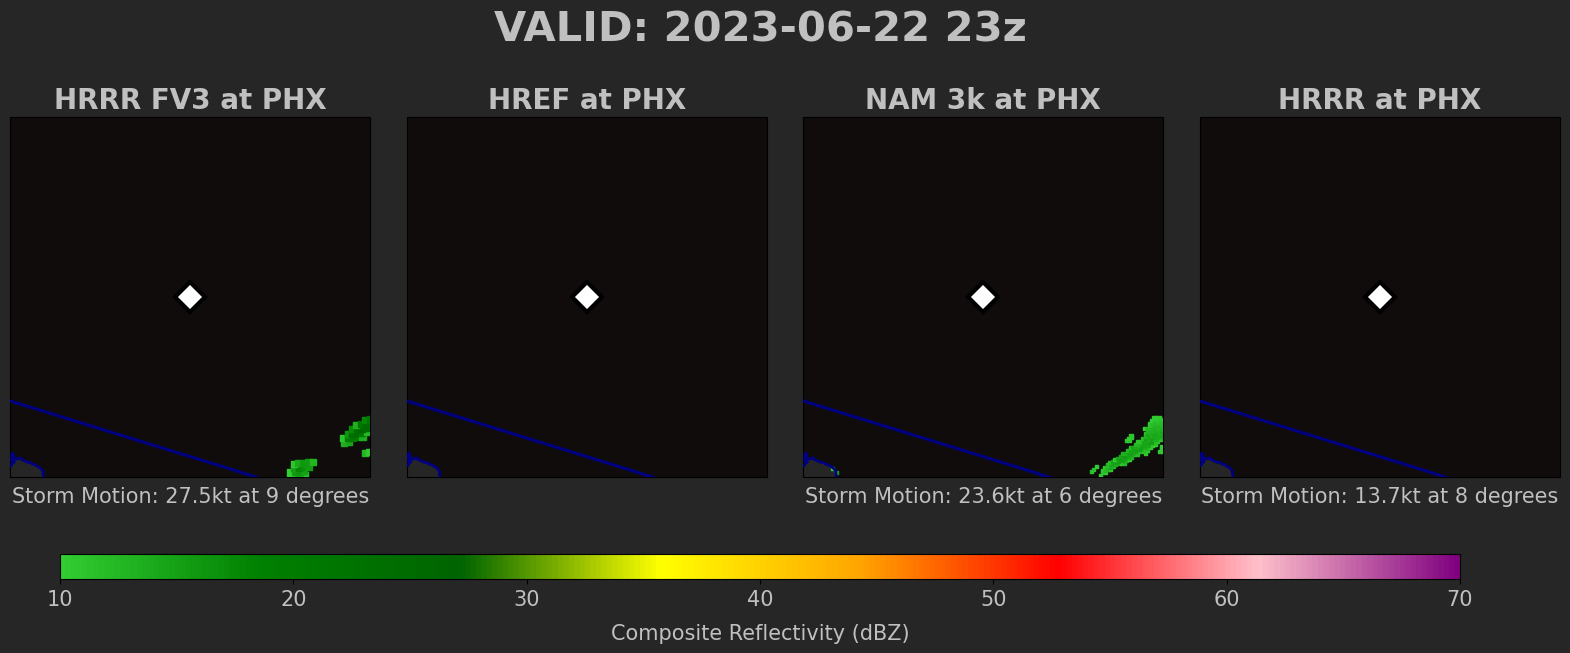 VALID: 2023-06-22 23z
HRRR FV3 at PHX
HREF at PHX
NAM 3k at PHX
HRRR at PHX
Storm Motion: 27.5kt at 9 degrees
Storm Motion: 23.6kt at 6 degrees
Storm Motion: 13.7kt at 8 degrees
10 20 30 40 50 60 70
Composite Reflectivity (dBZ)